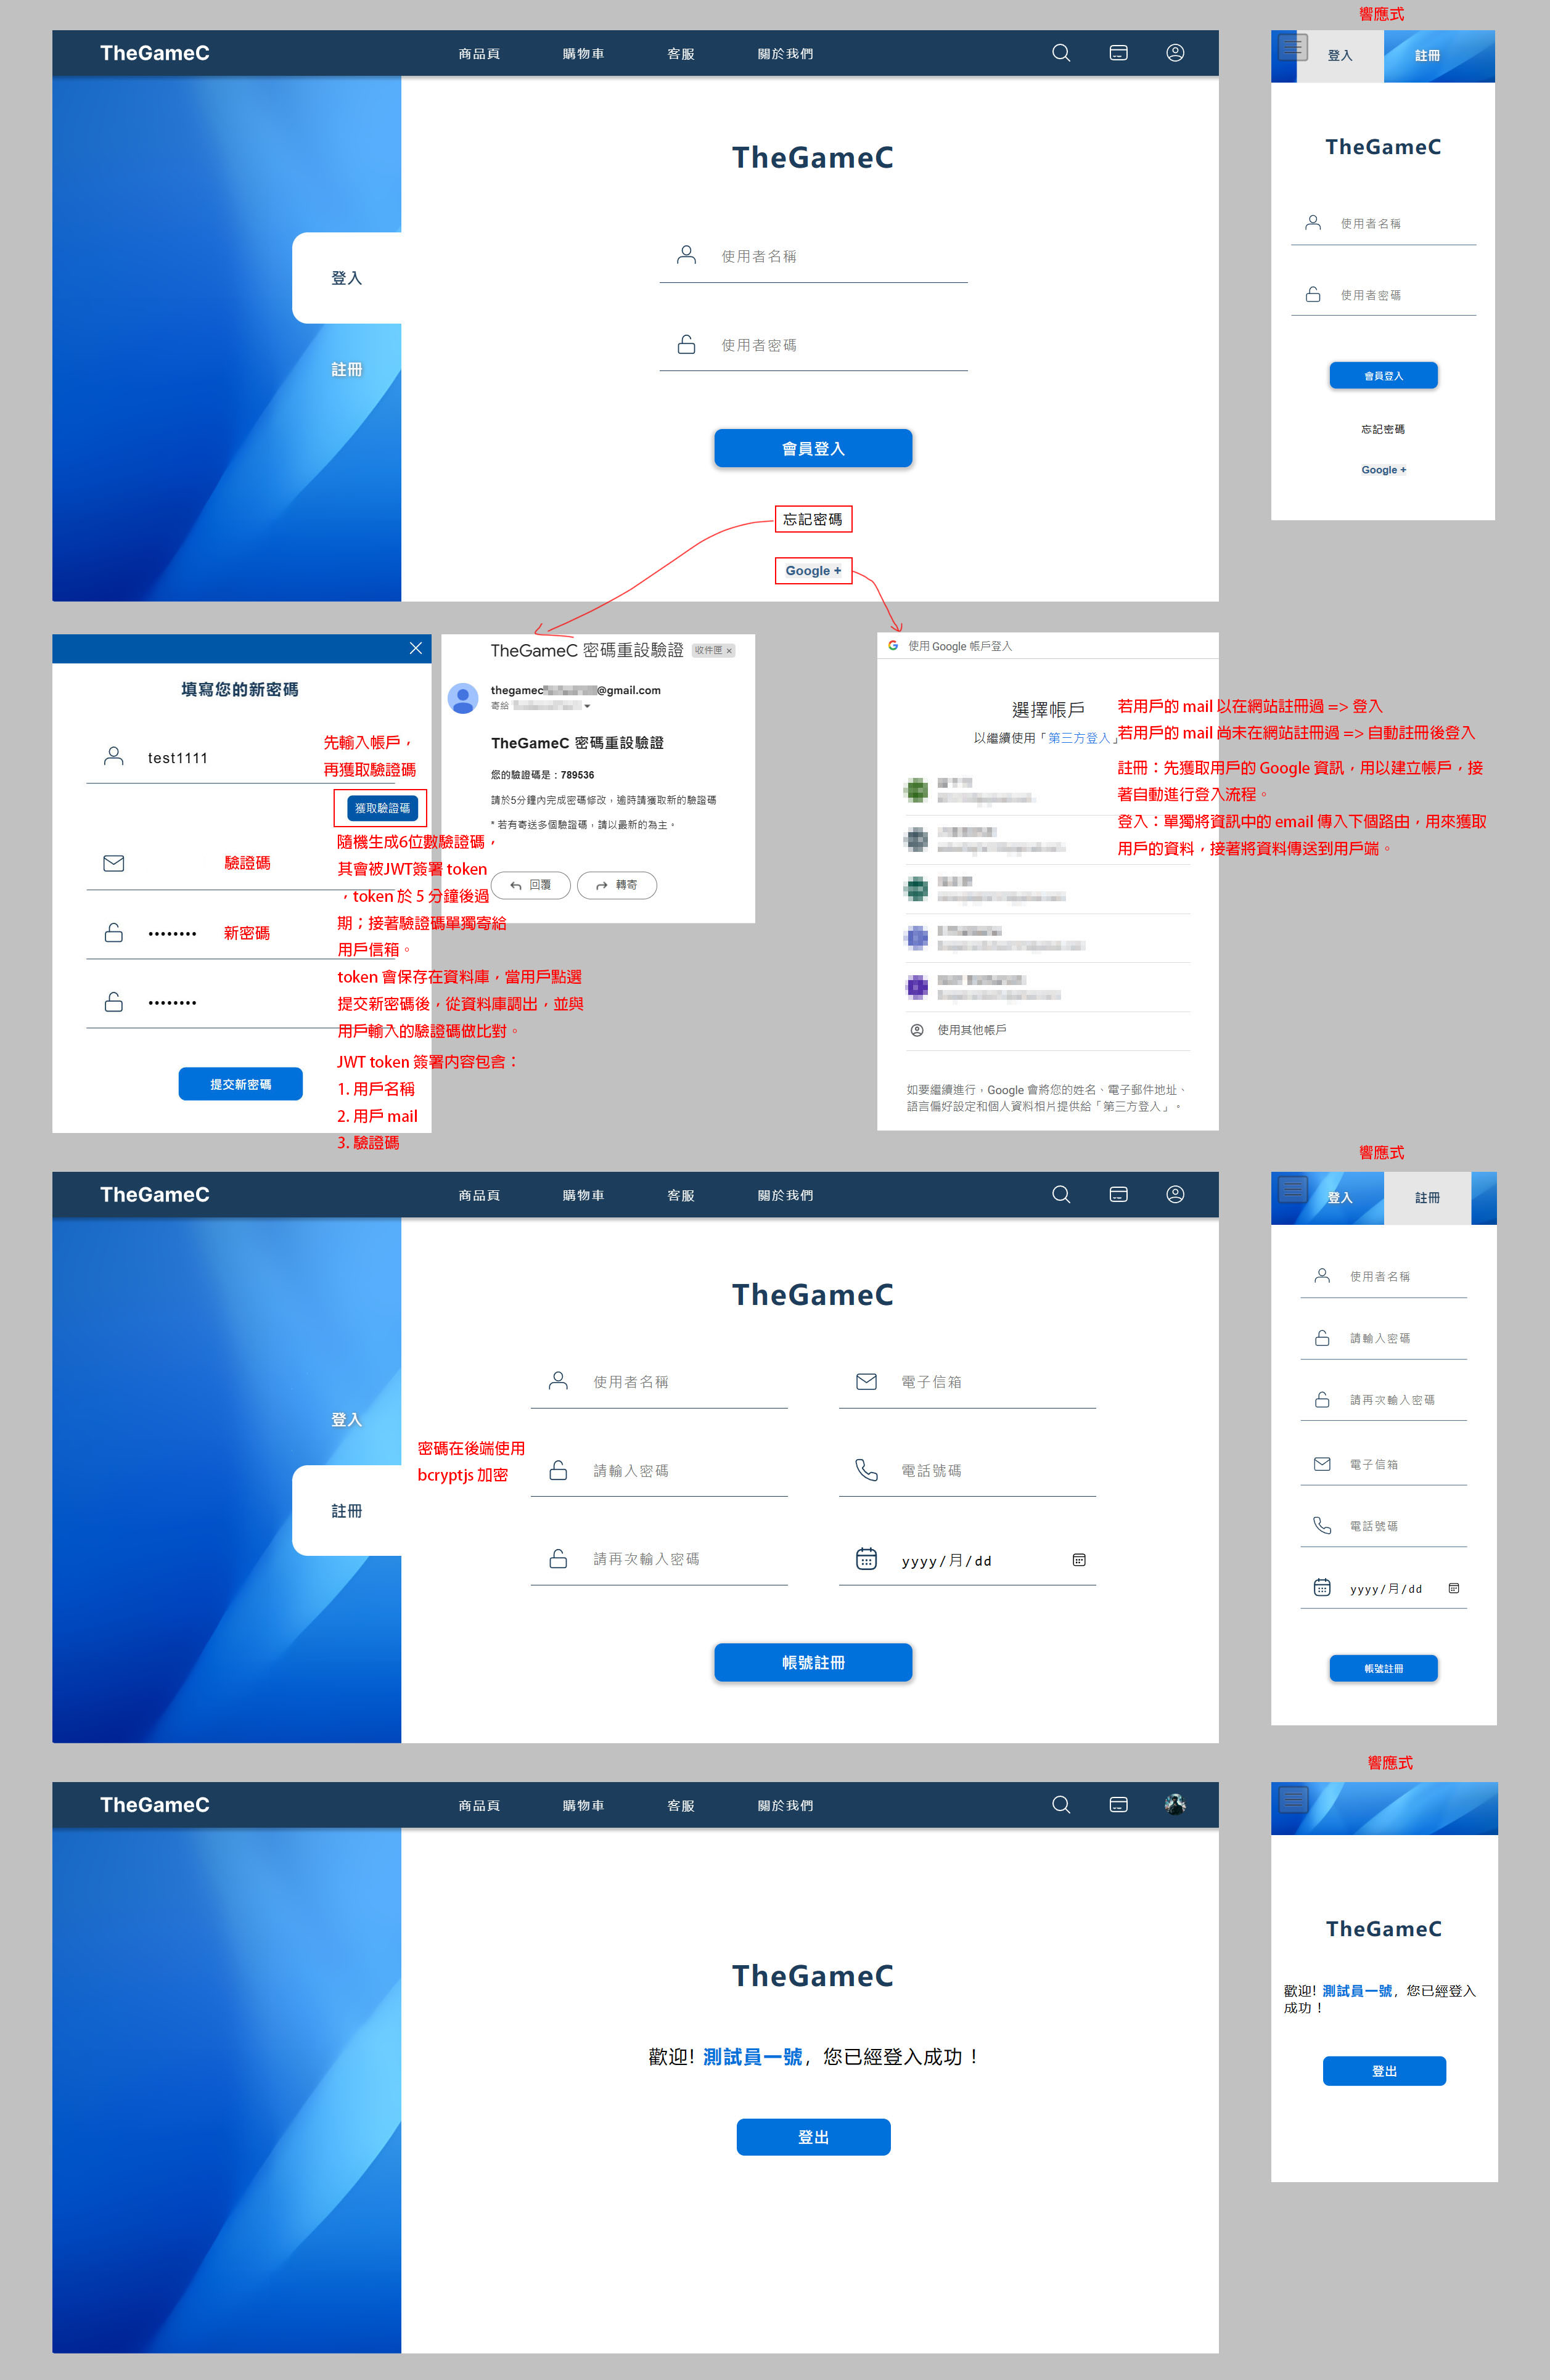 響應式
TheGameC
商品頁
購物車
客服
關於我們
登入
註冊
TheGameC
使用者名稱
使用者密碼
會員登入
忘記密碼
Google +
登入
註冊
TheGameC
使用者名稱
使用者密碼
會員登入
忘記密碼
Google +
填寫您的新密碼
test1111
先輸入帳戶，
再獲取驗證碼
獲取驗證碼
驗證碼
新密碼
提交新密碼
隨機生成6位數驗證碼，
其會被JWT簽署 token
，token 於 5 分鐘後過
期；接著驗證碼單獨寄給
用戶信箱。
token 會保存在資料庫，當用戶點選
提交新密碼後，從資料庫調出，並與
用戶輸入的驗證碼做比對。
JWT token 簽署內容包含：
1. 用戶名稱
2. 用戶 mail
3. 驗證碼
TheGameC 密碼重設驗證
收件匣 ×
thegamec
@gmail.com
寄給
TheGameC 密碼重設驗證
您的驗證碼是：789536
請於5分鐘內完成密碼修改，逾時請獲取新的驗證碼
* 若有寄送多個驗證碼，請以最新的為主。
回覆
轉寄
使用 Google 帳戶登入
選擇帳戶
以繼續使用「第三方登入」
使用其他帳戶
如要繼續進行，Google 會將您的姓名、電子郵件地址、
語言偏好設定和個人資料相片提供給「第三方登入」。
若用戶的 mail 以在網站註冊過 => 登入
若用戶的 mail 尚未在網站註冊過 => 自動註冊後登入
註冊：先獲取用戶的 Google 資訊，用以建立帳戶，接
著自動進行登入流程。
登入：單獨將資訊中的 email 傳入下個路由，用來獲取
用戶的資料，接著將資料傳送到用戶端。
響應式
TheGameC
商品頁
購物車
客服
關於我們
登入
註冊
TheGameC
密碼在後端使用
bcryptjs 加密
使用者名稱
電子信箱
請輸入密碼
電話號碼
請再次輸入密碼
yyyy/月/dd
帳號註冊
登入
註冊
使用者名稱
請輸入密碼
請再次輸入密碼
電子信箱
電話號碼
yyyy/月/dd
帳號註冊
響應式
TheGameC
商品頁
購物車
客服
關於我們
TheGameC
歡迎! 測試員一號，您已經登入成功！
登出
TheGameC
歡迎! 測試員一號，您已經登入
成功！
登出